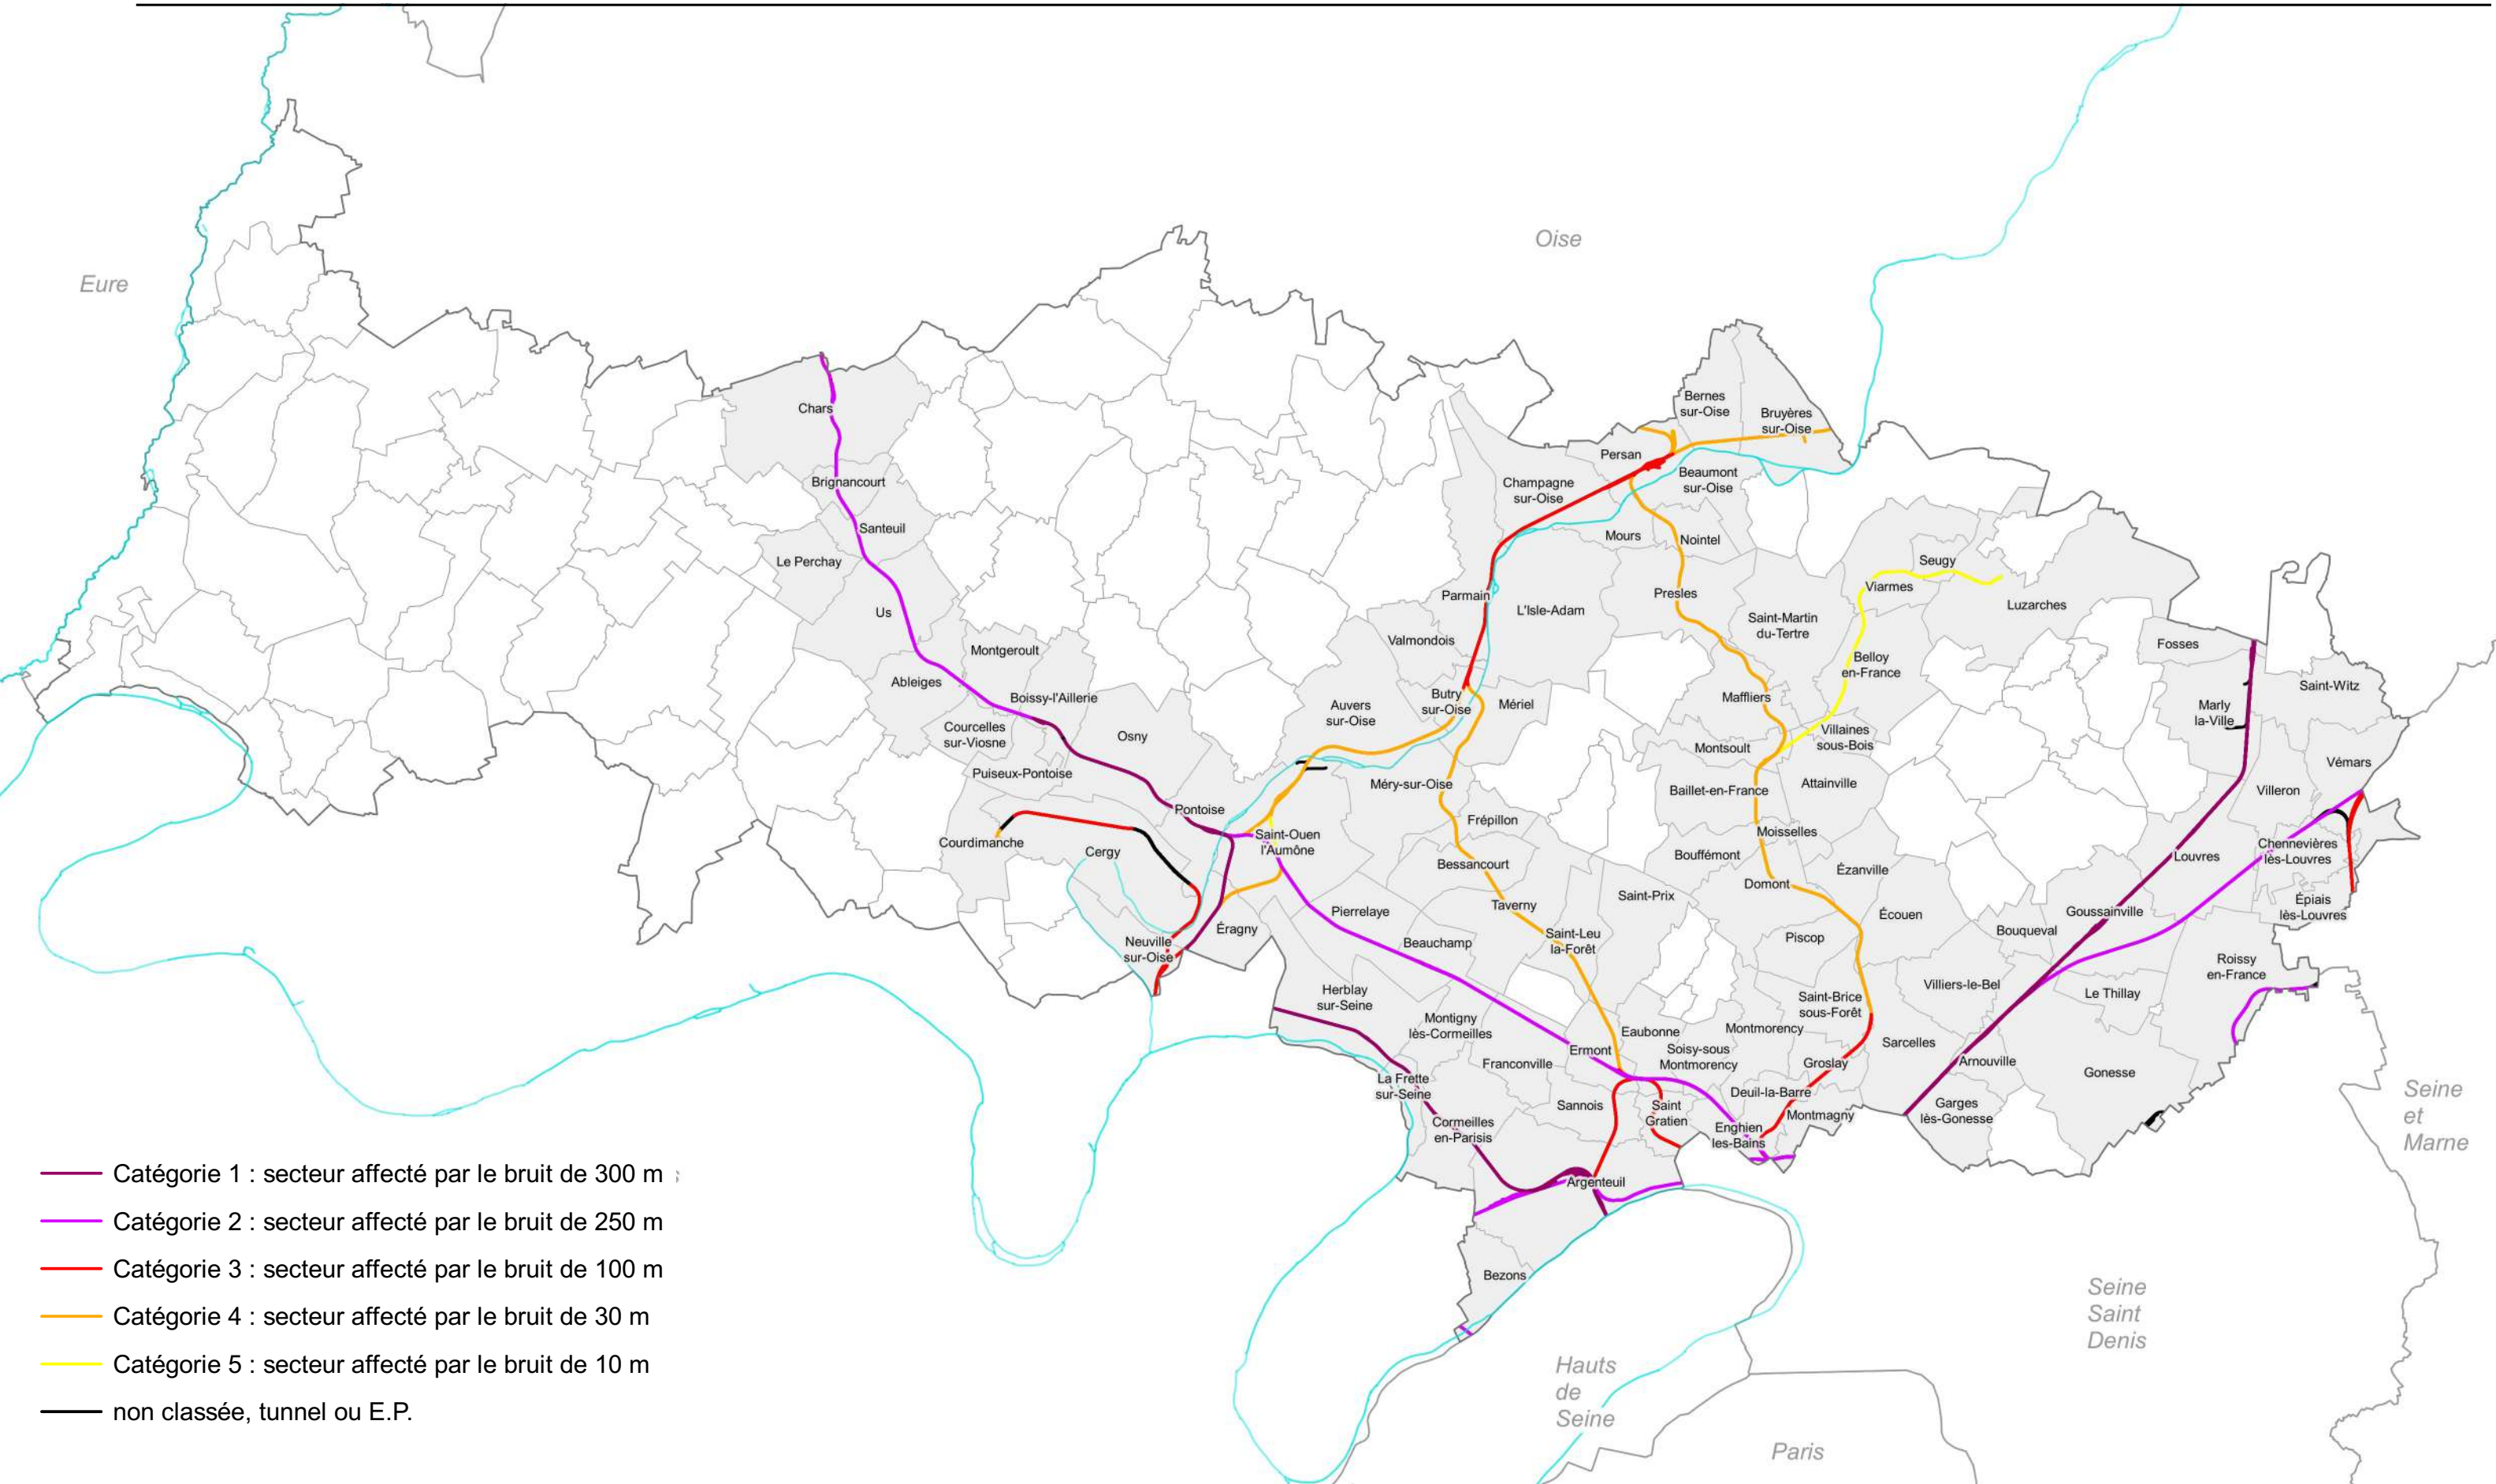 Oise
Eure
Bernes
sur-Oise
Bruyères
sur-Oise
Chars
Persan
Beaumont
sur-Oise
Champagne
sur-Oise
Brignancourt
Santeuil
Mours
Nointel
Le Perchay
Seugy
Viarmes
Parmain
Presles
L'Isle-Adam
Luzarches
Us
Saint-Martin
du-Tertre
Valmondois
Fosses
Montgeroult
Belloy
en-France
Ableiges
Saint-Witz
Boissy-l'Aillerie
Butry
sur-Oise
Mériel
Maffliers
Auvers
sur-Oise
Marly
la-Ville
Courcelles
sur-Viosne
Osny
Villaines
sous-Bois
Montsoult
Vémars
Puiseux-Pontoise
Méry-sur-Oise
Attainville
Baillet-en-France
Villeron
Pontoise
Frépillon
Saint-Ouen
l'Aumône
Moisselles
Courdimanche
Cergy
Chennevières
lès-Louvres
Bouffémont
Louvres
Bessancourt
Ézanville
Domont
Saint-Prix
Épiais
lès-Louvres
Taverny
Pierrelaye
Goussainville
Écouen
Éragny
Bouqueval
Saint-Leu
la-Forêt
Piscop
Beauchamp
Neuville
sur-Oise
Roissy
en-France
Villiers-le-Bel
Herblay
sur-Seine
Le Thillay
Saint-Brice
sous-Forêt
Montigny
lès-Cormeilles
Eaubonne
Montmorency
Sarcelles
Ermont
Soisy-sous
Montmorency
Franconville
Groslay
Arnouville
Gonesse
La Frette
sur-Seine
Deuil-la-Barre
Seine
et
Marne
Sannois
Saint
Gratien
Garges
lès-Gonesse
Montmagny
Cormeilles
en-Parisis
Enghien
les-Bains
Argenteuil
Bezons
Seine
Saint
Denis
Hauts
de
Seine
Paris
Catégorie 1 : secteur affecté par le bruit de 300 m
Catégorie 2 : secteur affecté par le bruit de 250 m
Catégorie 3 : secteur affecté par le bruit de 100 m
Catégorie 4 : secteur affecté par le bruit de 30 m
Catégorie 5 : secteur affecté par le bruit de 10 m
non classée, tunnel ou E.P.